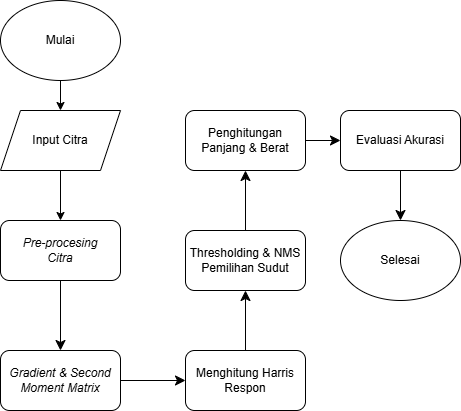 Mulai
Input Citra
Pre-procesing
Citra
Gradient & Second
Moment Matrix
Menghitung Harris
Respon
Thresholding & NMS
Pemilihan Sudut
Penghitungan
Panjang & Berat
Evaluasi Akurasi
Selesai